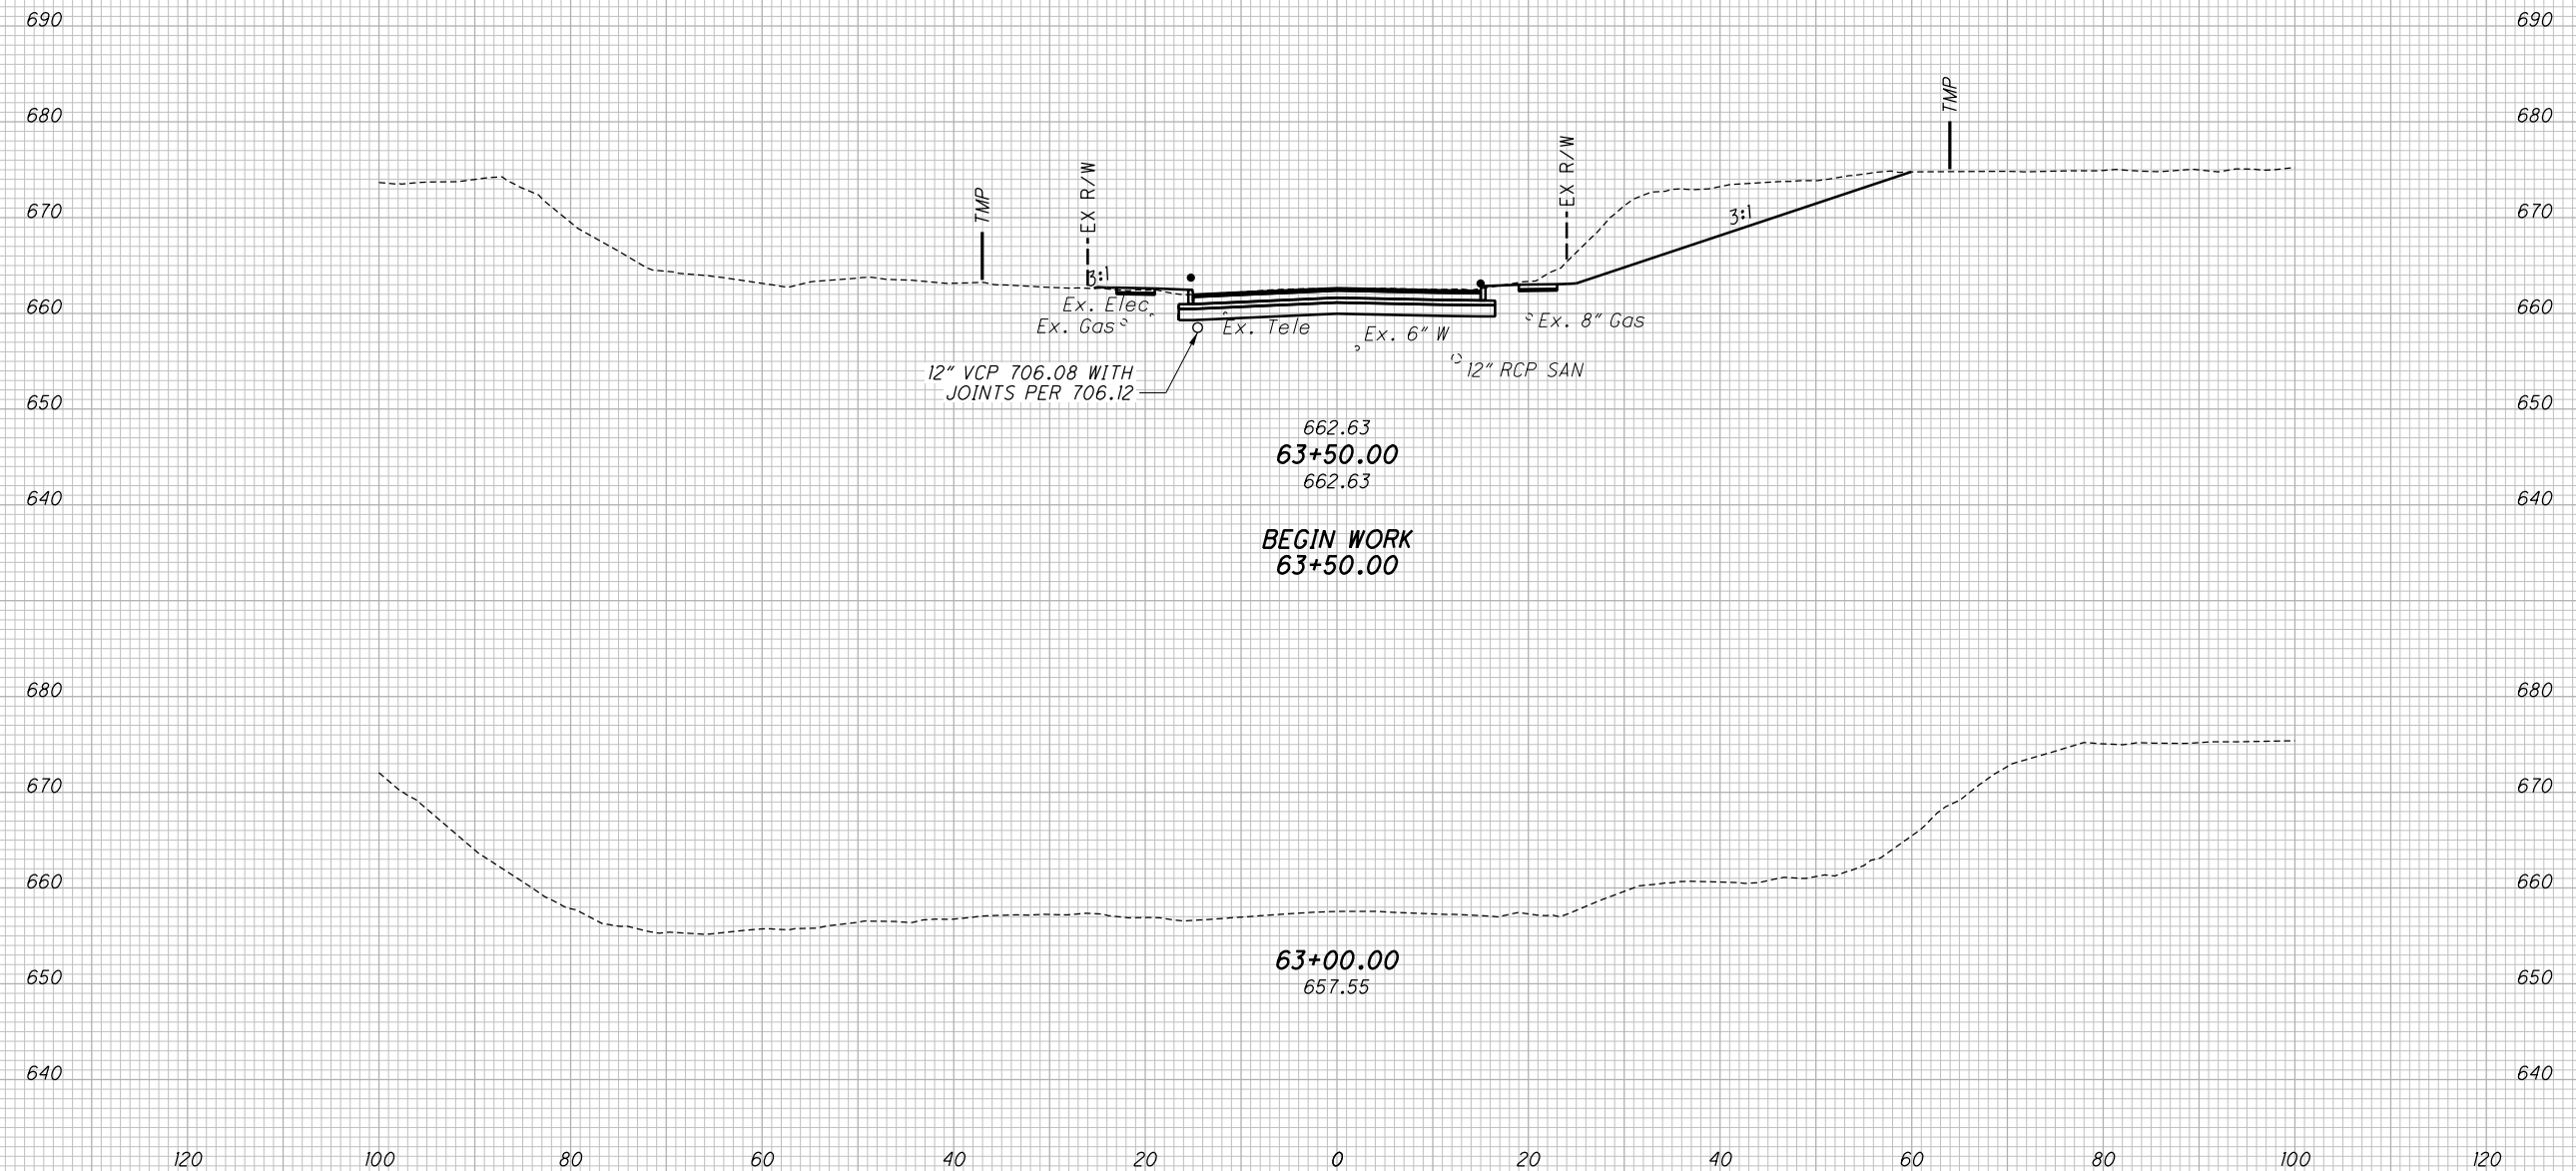 690
690
TMP
680
680
EX R/W
EX R/W
TMP
670
670
3:1
3:1
660
660
Ex. Elec
Ex. Gas
Ex. Tele
Ex. 6" W
Ex. 8" Gas
12" RCP SAN
12" VCP 706.08 WITH
JOINTS PER 706.12
650
650
662.63
63+50.00
662.63
640
640
BEGIN WORK
63+50.00
680
680
670
670
660
660
63+00.00
657.55
650
650
640
640
120 100 80 60 40 20 0 20 40 60 80 100 120